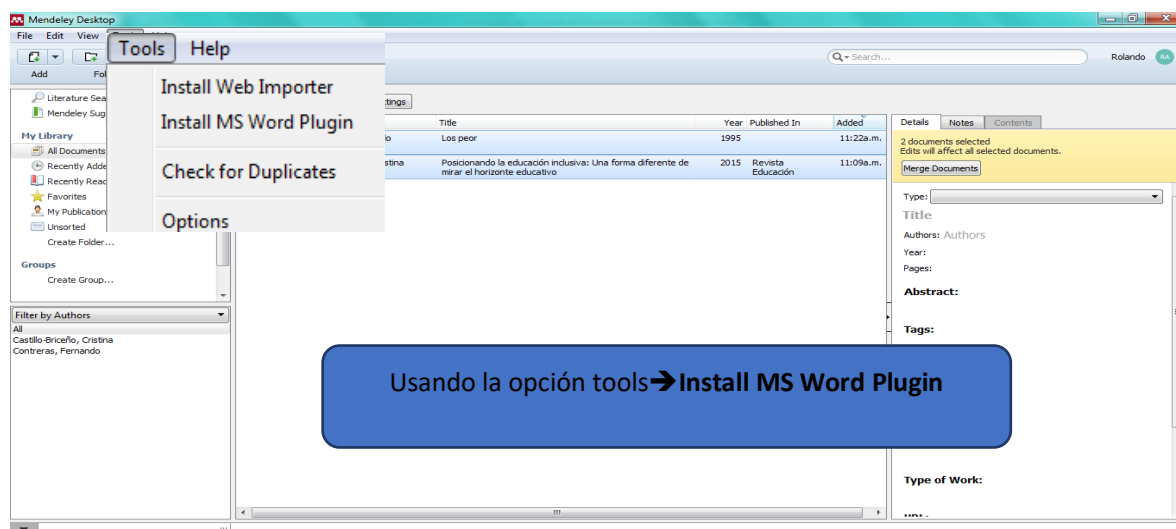 Mendeley Desktop
File Edit View
Tools Help
Add
Search...
Rolando
Install Web Importer
Install MS Word Plugin
Check for Duplicates
Options
Literature Sea
Mendeley Sug
My Library
All Documents
Recently Adde
Recently Read
Favorites
My Publication
Unsorted
Create Folder...
Groups
Create Group...
Filter by Authors
All
Castillo-Briceño, Cristina
Contreras, Fernando
Title Year Published In Added
Los peor 1995 11:22a.m.
Posicionando la educación indusiva: Una forma diferente de 2015 Revista 11:09a.m.
mirar el horizonte educativo Educación
Details Notes Contents
2 documents selected
Edits will affect all selected documents.
Merge Documents
Type:
Title
Authors: Authors
Year:
Pages:
Abstract:
Tags:
Type of Work:
Usando la opción tools➔Install MS Word Plugin